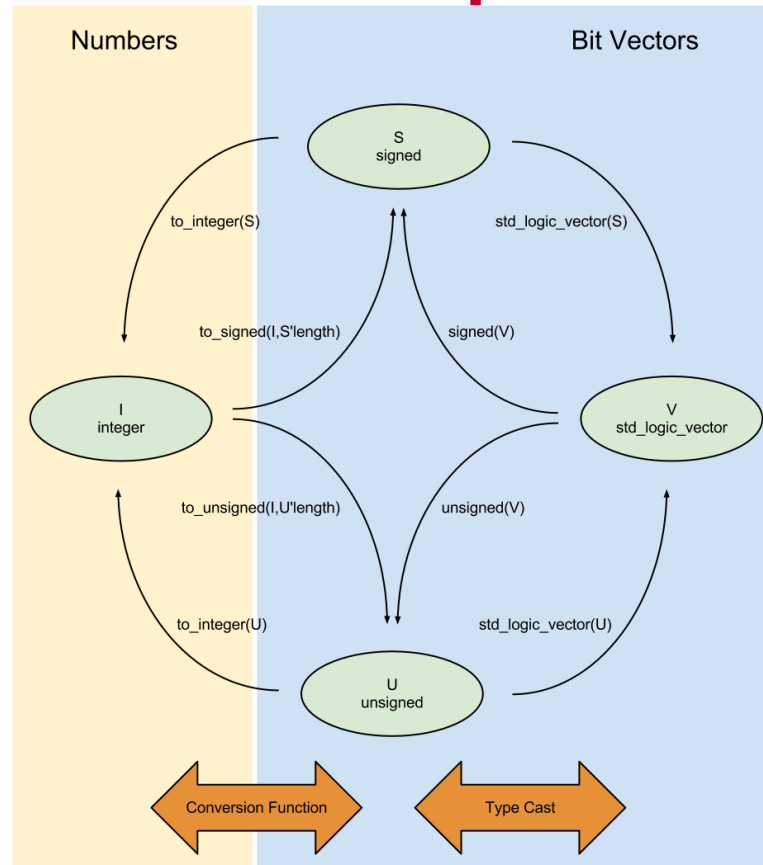 Numbers
Bit Vectors
S
signed
to_integer(S)
std_logic_vector(S)
to_signed(I,S'length)
signed(V)
I
integer
V
std_logic_vector
to_unsigned(I,U'length)
unsigned(V)
to_integer(U)
std_logic_vector(U)
U
unsigned
Conversion Function
Type Cast